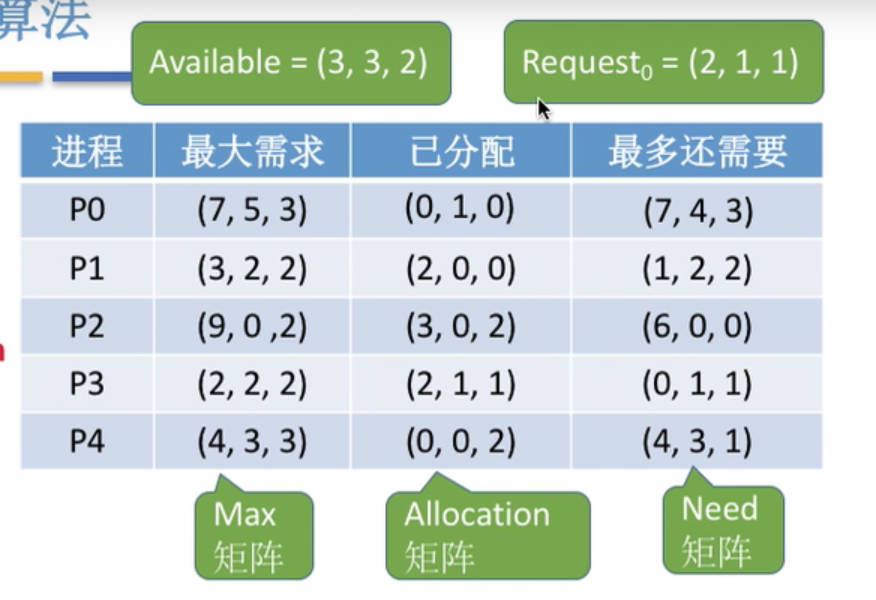 算法
Available = (3, 3, 2)
Request₀ = (2, 1, 1)
进程 最大需求 已分配 最多还需要
P0 (7, 5, 3) (0, 1, 0) (7, 4, 3)
P1 (3, 2, 2) (2, 0, 0) (1, 2, 2)
P2 (9, 0 ,2) (3, 0, 2) (6, 0, 0)
P3 (2, 2, 2) (2, 1, 1) (0, 1, 1)
P4 (4, 3, 3) (0, 0, 2) (4, 3, 1)
Max
矩阵
Allocation
矩阵
Need
矩阵